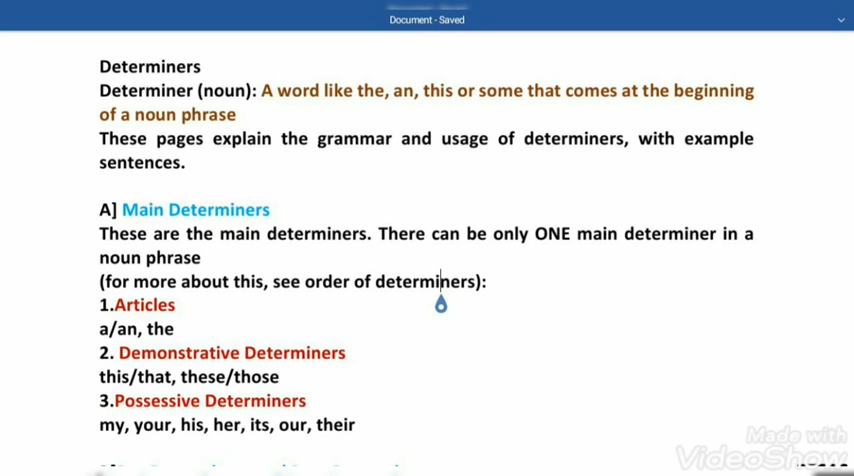 Document - Saved
Determiners
Determiner (noun): A word like the, an, this or some that comes at the beginning
of a noun phrase
These pages explain the grammar and usage of determiners, with example
sentences.
A] Main Determiners
These are the main determiners. There can be only ONE main determiner in a
noun phrase
(for more about this, see order of determiners):
1.Articles
a/an, the
2. Demonstrative Determiners
this/that, these/those
3.Possessive Determiners
my, your, his, her, its, our, their
Made with
VideoShow